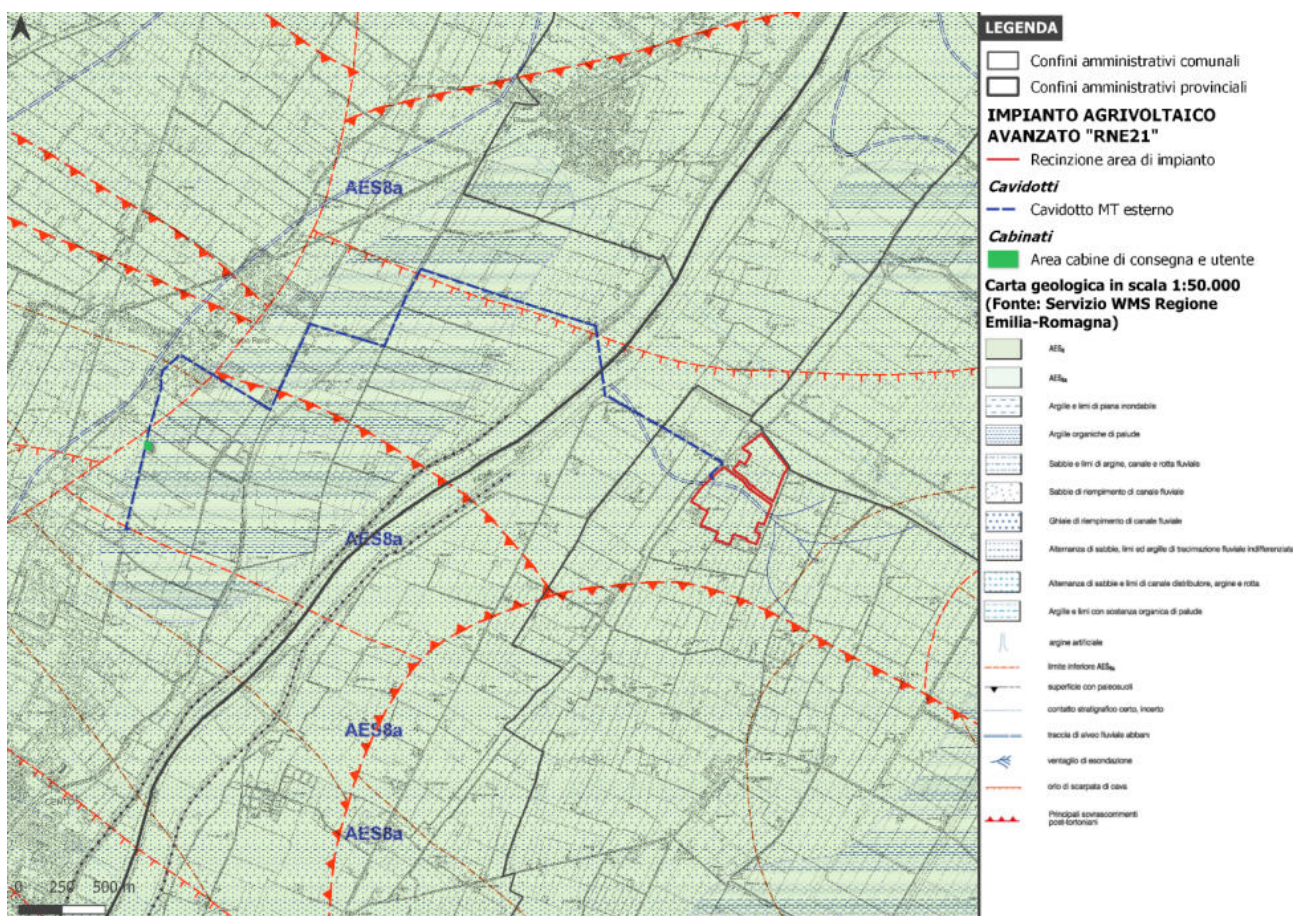 LEGENDA
Confini amministrativi comunali
Confini amministrativi provinciali
IMPIANTO AGRIVOLTAICO
AVANZATO "RNE21"
Recinzione area di impianto
Cavidotti
Cavidotto MT esterno
Cabinati
Area cabine di consegna e utente
Carta geologica in scala 1:50.000
(Fonte: Servizio WMS Regione
Emilia-Romagna)
AES₈
AES₈ₐ
Argille e limi di piana inondabile
Argille organiche di palude
Sabbie e limi di argine, canale e rotta fluviale
Sabbie di riempimento di canale fluviale
Ghiaie di riempimento di canale fluviale
Alternanza di sabbie, limi ed argille di tracimazione fluviale indifferenziata
Alternanza di sabbie e limi di canale distributore, argine e rotta
Argille e limi con sostanza organica di palude
argine artificiale
limite inferiore AES₈ₐ
superficie con paleosuoli
contatto stratigrafico certo, incerto
traccia di alveo fluviale abban
ventaglio di esondazione
orlo di scarpata di cava
Principali sovrascorrimenti
post-tortoniani
AES8a
AES8a
AES8a
AES8a
CENTO
0 250 500 m